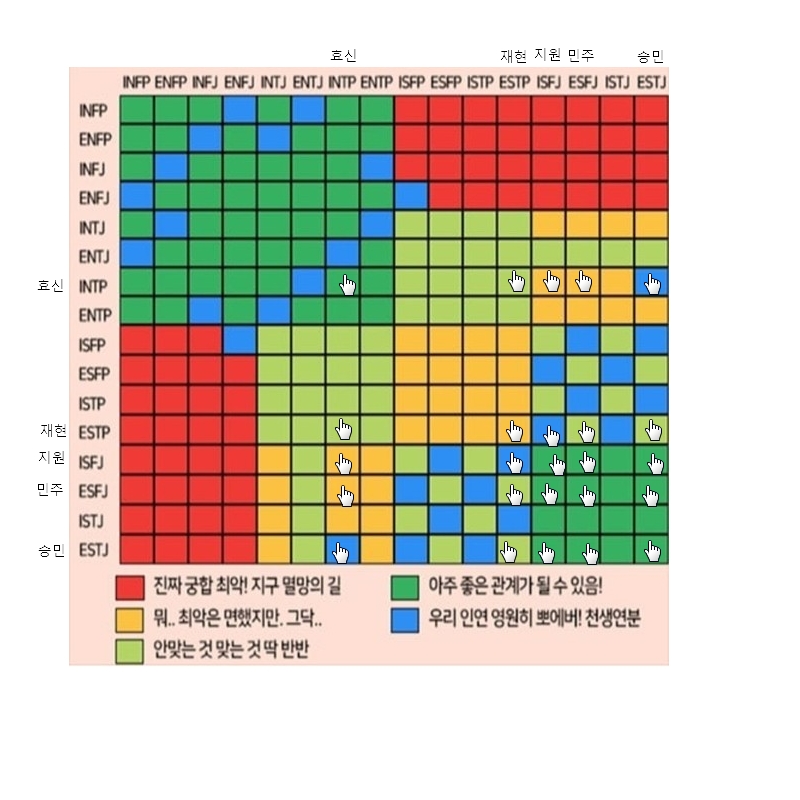 효신 재현 지원 민주 승민
INFP ENFP INFJ ENFJ INTJ ENTJ INTP ENTP ISFP ESFP ISTP ESTP ISFJ ESFJ ISTJ ESTJ
INFP
ENFP
INFJ
ENFJ
INTJ
ENTJ
효신 INTP
ENTP
ISFP
ESFP
ISTP
재현 ESTP
지원 ISFJ
민주 ESFJ
ISTJ
승민 ESTJ
진짜 궁합 최악! 지구 멸망의 길 아주 좋은 관계가 될 수 있음!
뭐.. 최악은 면했지만. 그닥.. 우리 인연 영원히 뽀에버! 천생연분
안맞는 것 맞는 것 딱 반반